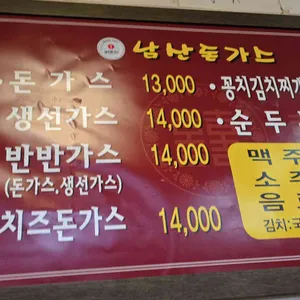 남산돈가스
·돈가스 13,000 ·꽁치김치찌개
생선가스 14,000 ·순두
반반가스 14,000 맥주
(돈가스.생선가스) 소
치즈돈가스 14,000 음
김치:국